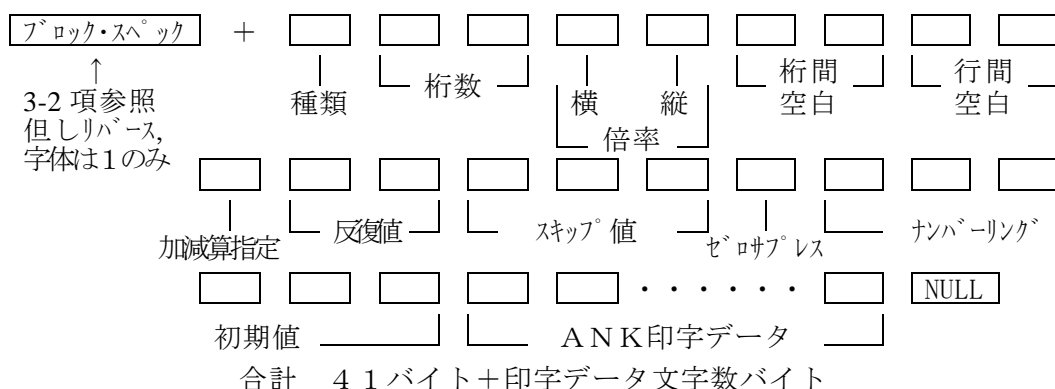 ブロック・スペック +
↑
3-2 項参照
但しリバース,
字体は1のみ
種類 桁数 横 縦 桁間 行間
空白 空白
倍率
加減算指定 反復値 スキップ値 ゼロサプレス ナンバーリング
・・・・・・ NULL
初期値 ANK印字データ
合計 41バイト+印字データ文字数バイト